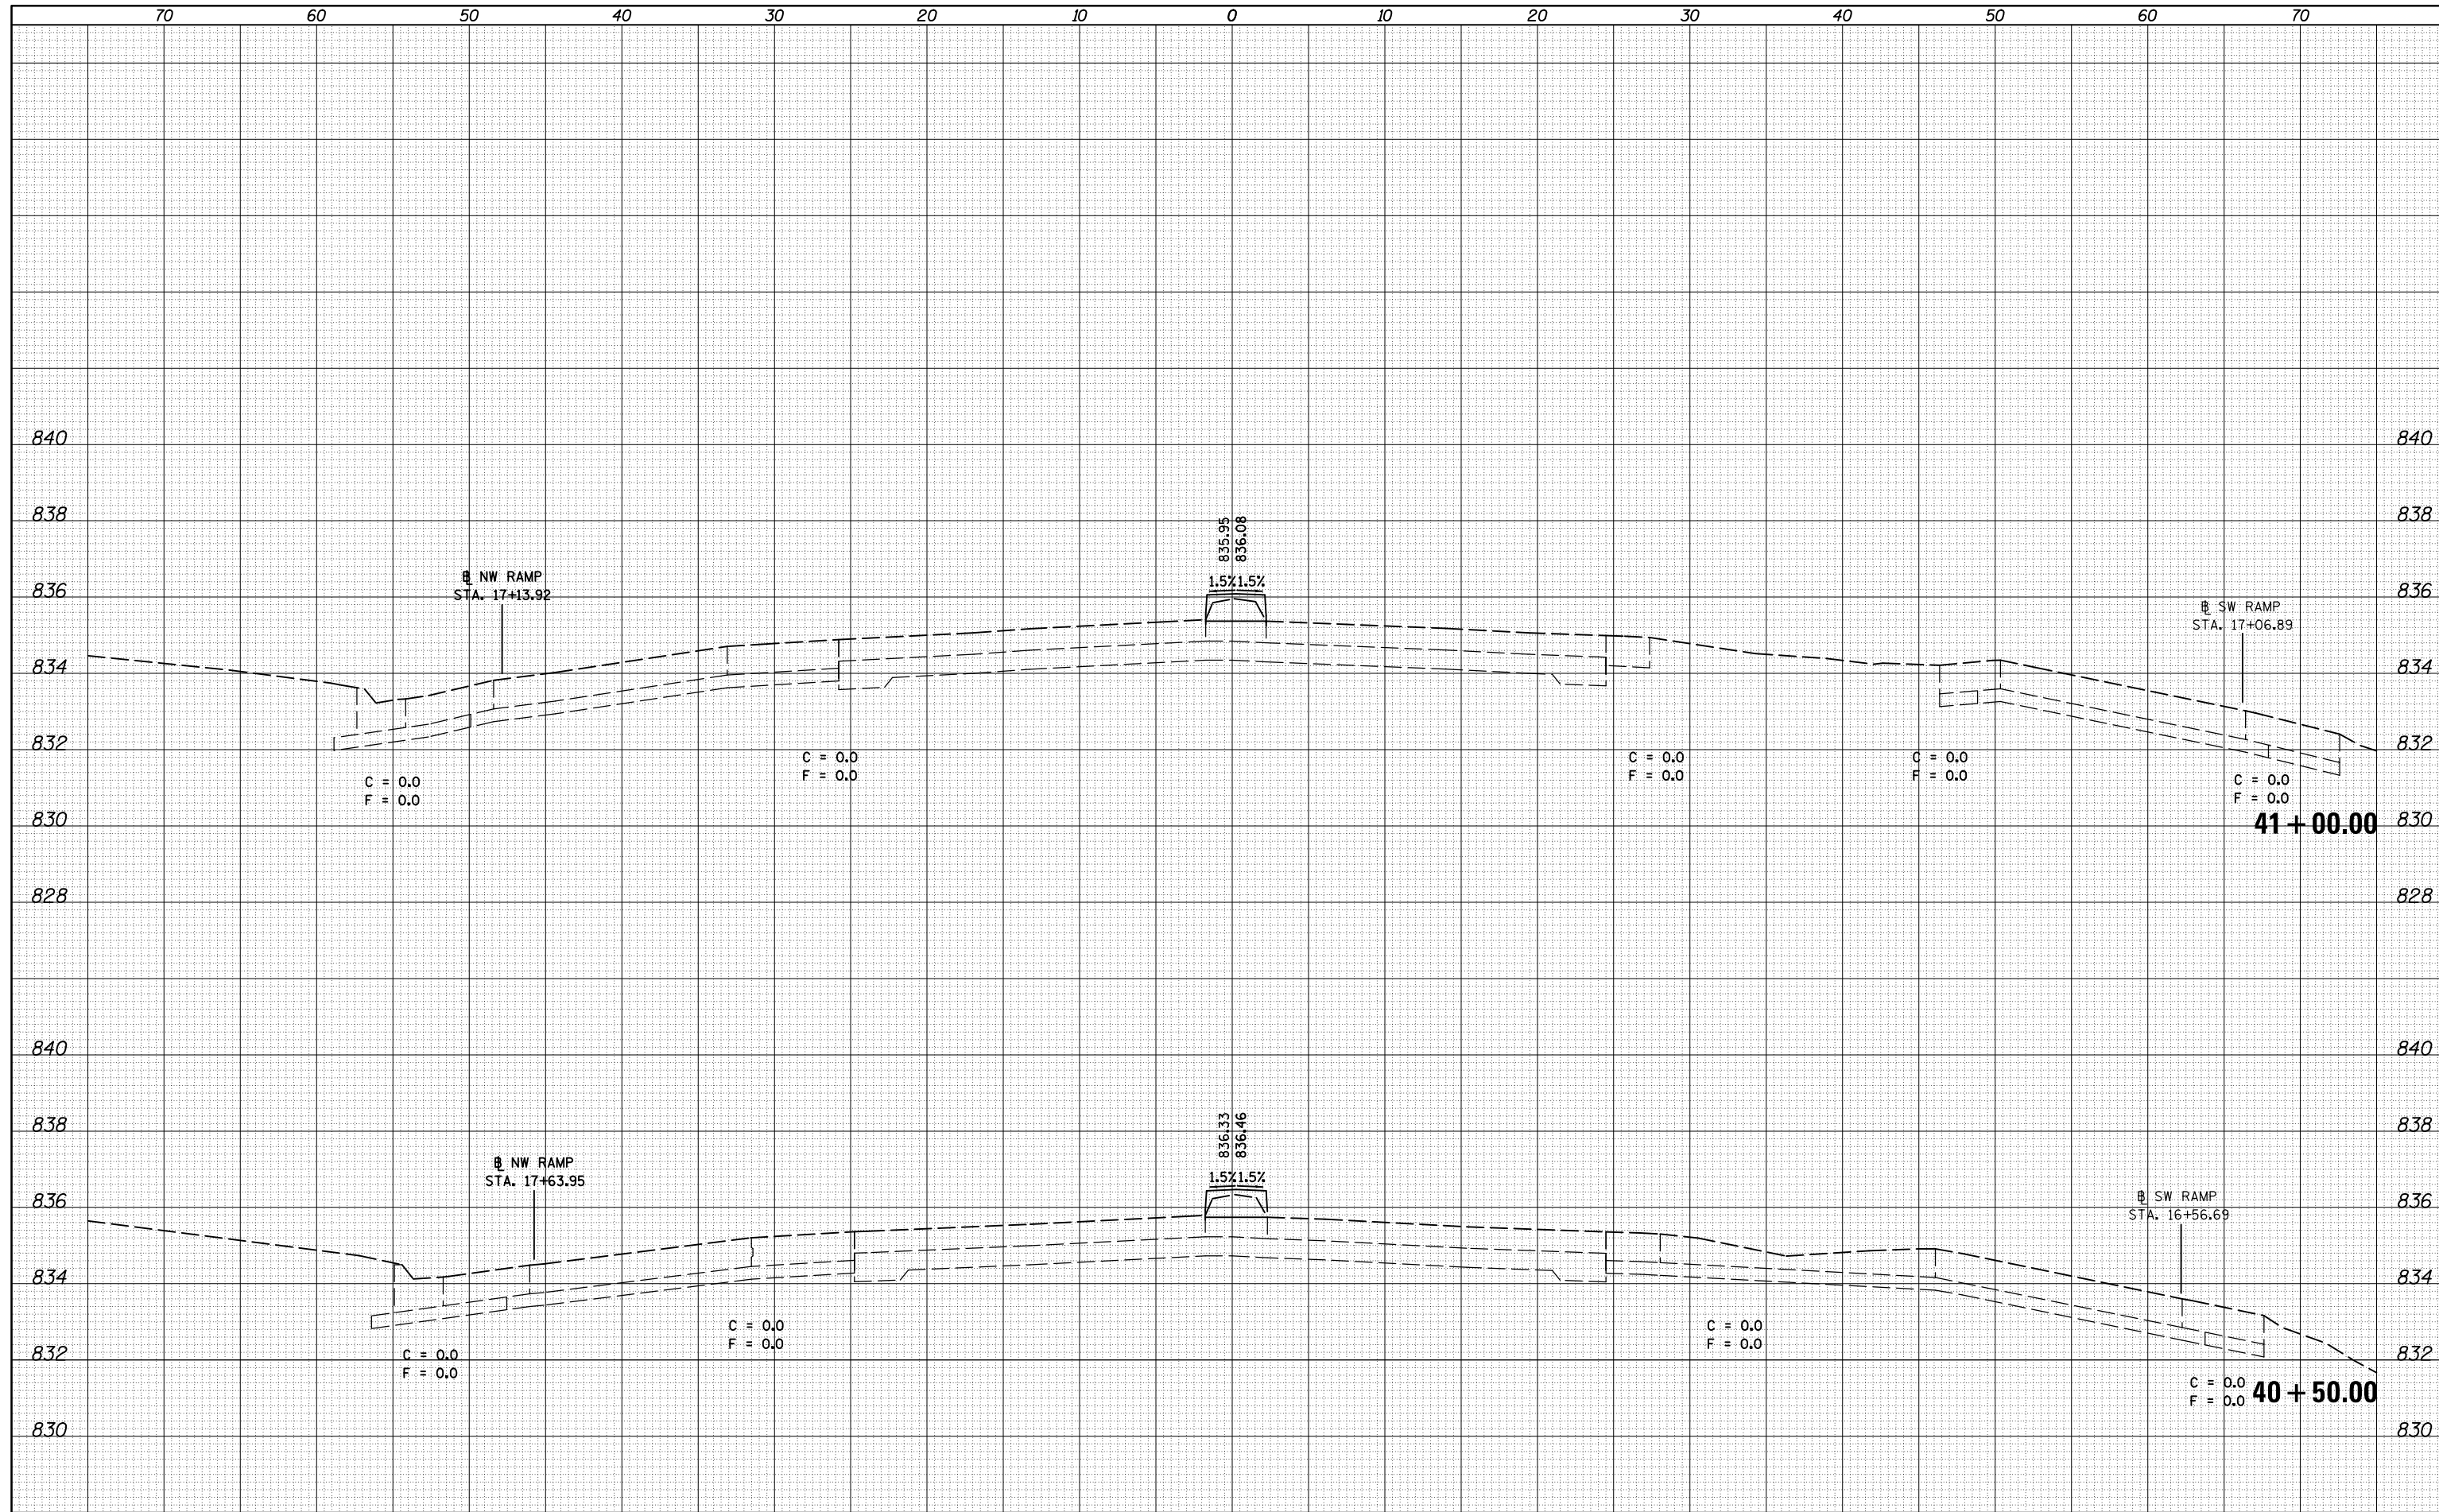 70 60 50 40 30 20 10 0 10 20 30 40 50 60 70
840 840
838 838
835.95
836.08
℄ NW RAMP
STA. 17+13.92
1.5% 1.5%
836 836
℄ SW RAMP
STA. 17+06.89
834 834
832 832
C = 0.0
F = 0.0
C = 0.0
F = 0.0
C = 0.0
F = 0.0
C = 0.0
F = 0.0
C = 0.0
F = 0.0
41 + 00.00
830 830
828 828
840 840
838 838
836.33
836.46
℄ NW RAMP
STA. 17+63.95
1.5% 1.5%
836 836
℄ SW RAMP
STA. 16+56.69
834 834
832 832
C = 0.0
F = 0.0
C = 0.0
F = 0.0
C = 0.0
F = 0.0
C = 0.0
F = 0.0
40 + 50.00
830 830